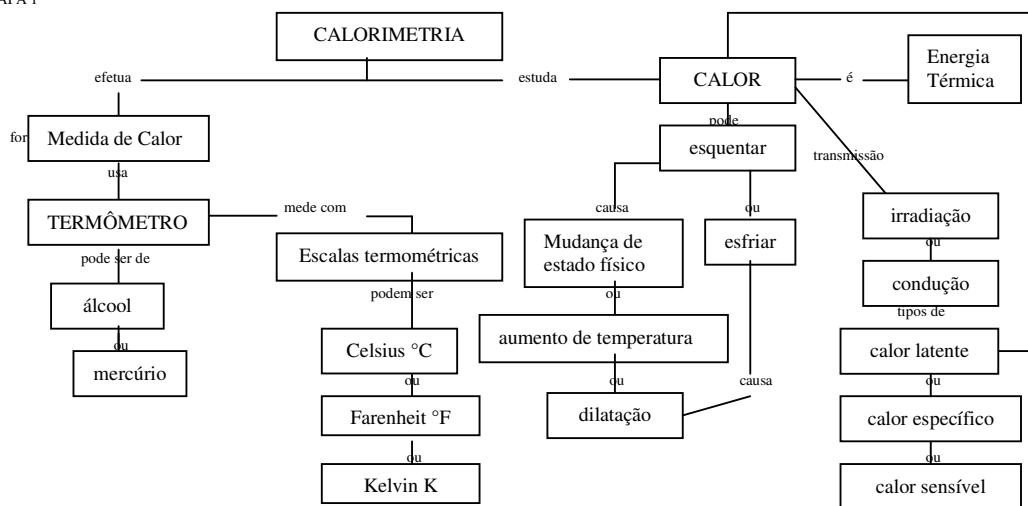 CALORIMETRIA
efetua
estuda
CALOR
é
Energia
Térmica
for
Medida de Calor
usa
TERMÔMETRO
pode ser de
álcool
ou
mercúrio
mede com
Escalas termométricas
podem ser
Celsius °C
ou
Farenheit °F
ou
Kelvin K
pode
esquentar
causa
Mudança de
estado físico
ou
aumento de temperatura
ou
dilatação
ou
esfriar
causa
transmissão
irradiação
ou
condução
tipos de
calor latente
ou
calor específico
ou
calor sensível